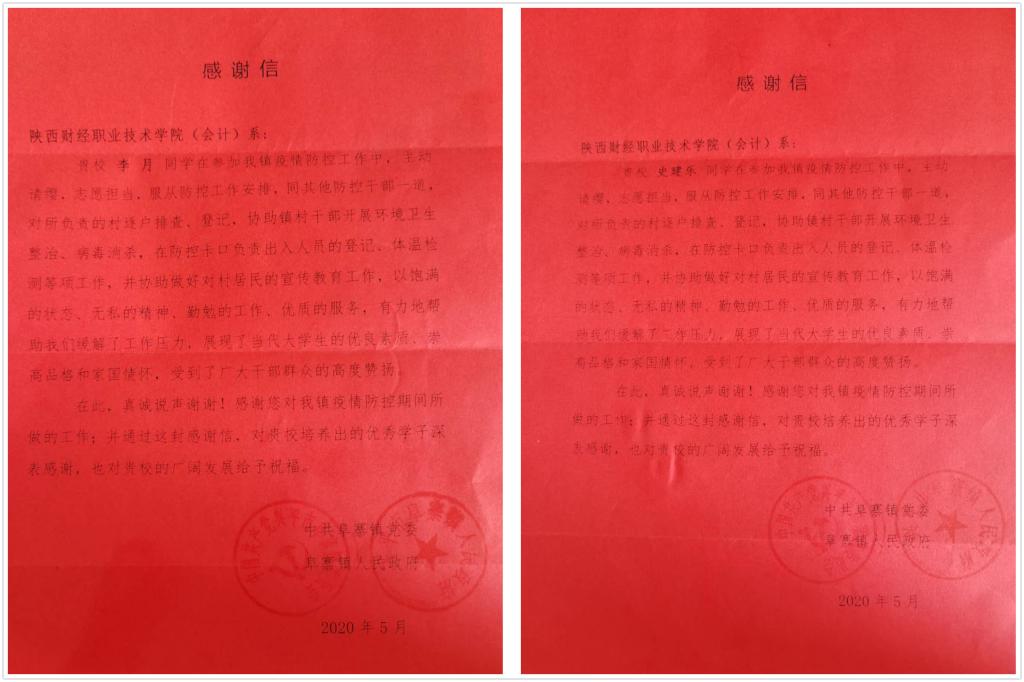 感谢信
陕西财经职业技术学院（会计）系：
贵校 李月 同学在参加我镇疫情防控工作中，主动
请缨、志愿担当，服从防控工作安排，同其他防控干部一道，
对所负责的村逐户排查、登记，协助镇村干部开展环境卫生
整治、病毒消杀，在防控卡口负责出入人员的登记、体温检
测等项工作，并协助做好对村居民的宣传教育工作，以饱满
的状态、无私的精神、勤勉的工作、优质的服务，有力地帮
助我们缓解了工作压力，展现了当代大学生的优良素质、崇
高品格和家国情怀，受到了广大干部群众的高度赞扬。
在此，真诚说声谢谢！感谢您对我镇疫情防控期间所
做的工作；并通过这封感谢信，对贵校培养出的优秀学子深
表感谢，也对贵校的广阔发展给予祝福。
中共阜寨镇党委
阜寨镇人民政府
2020 年 5 月
感谢信
陕西财经职业技术学院（会计）系：
贵校 史建乐 同学在参加我镇疫情防控工作中，主动
请缨、志愿担当，服从防控工作安排，同其他防控干部一道，
对所负责的村逐户排查、登记，协助镇村干部开展环境卫生
整治、病毒消杀，在防控卡口负责出入人员的登记、体温检
测等项工作，并协助做好对村居民的宣传教育工作，以饱满
的状态、无私的精神、勤勉的工作、优质的服务，有力地帮
助我们缓解了工作压力，展现了当代大学生的优良素质、崇
高品格和家国情怀，受到了广大干部群众的高度赞扬。
在此，真诚说声谢谢！感谢您对我镇疫情防控期间所
做的工作；并通过这封感谢信，对贵校培养出的优秀学子深
表感谢，也对贵校的广阔发展给予祝福。
中共阜寨镇党委
阜寨镇人民政府
2020 年 5 月